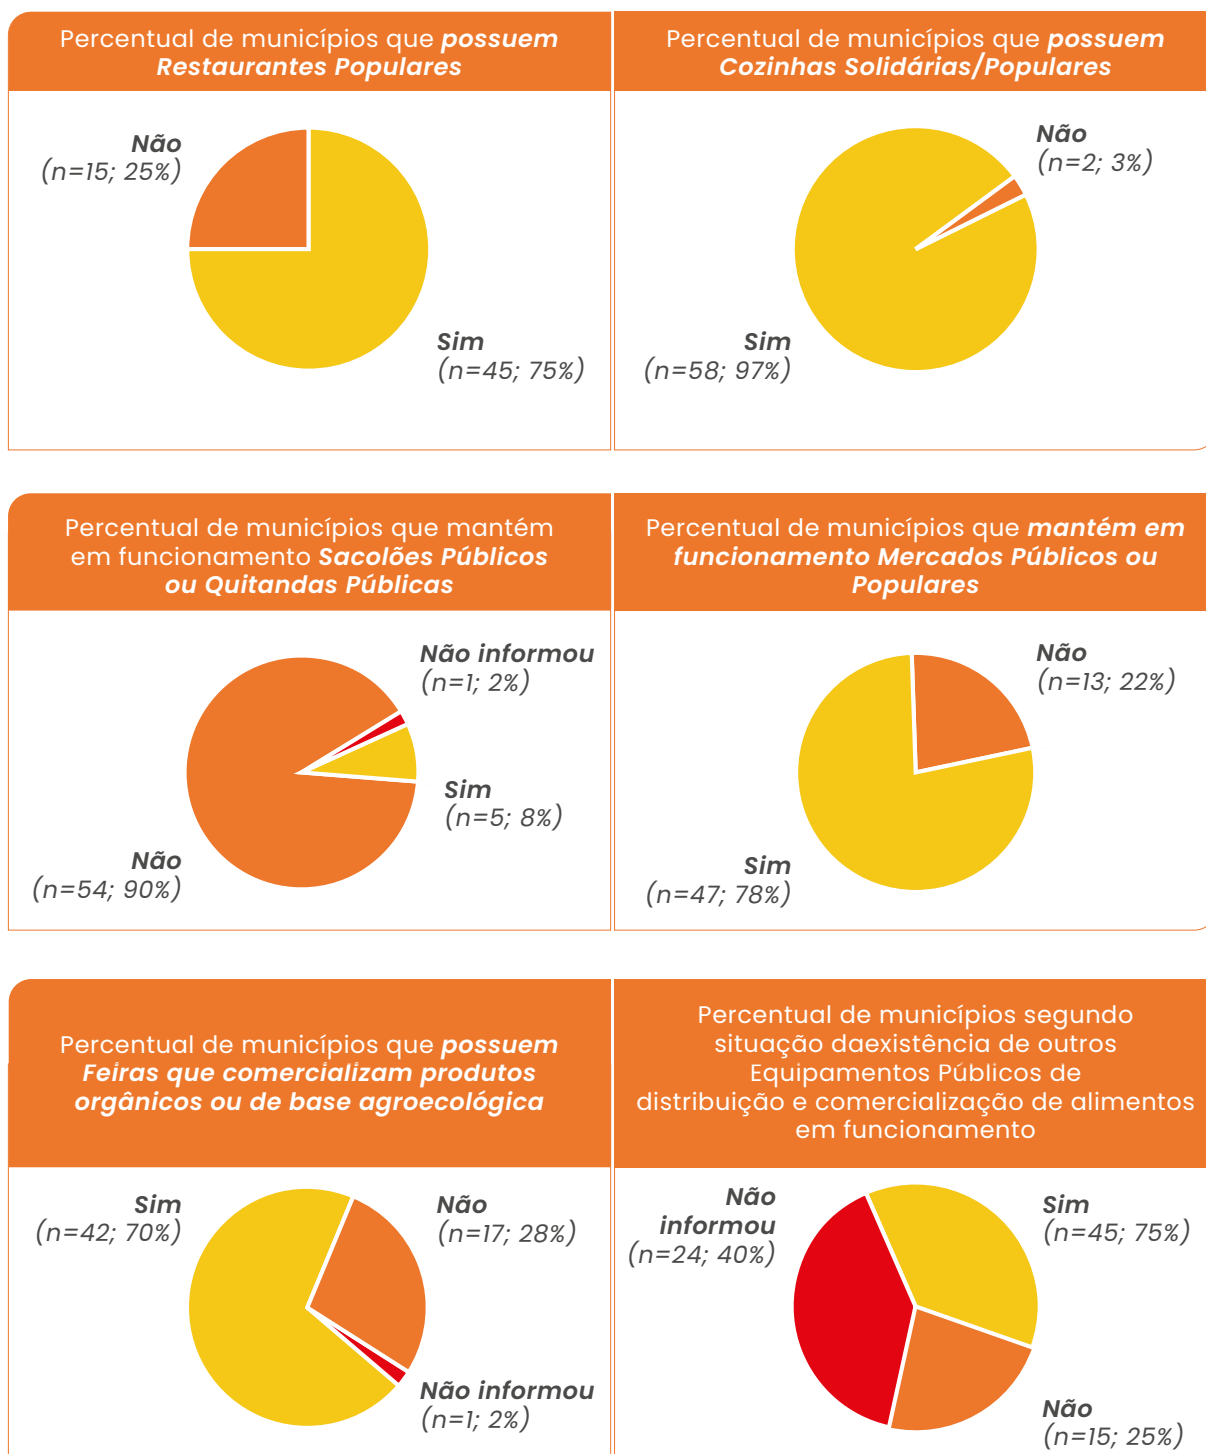 Percentual de municípios que possuem
Restaurantes Populares
Percentual de municípios que possuem
Cozinhas Solidárias/Populares
Não
(n=15; 25%)
Sim
(n=45; 75%)
Não
(n=2; 3%)
Sim
(n=58; 97%)
Percentual de municípios que mantém
em funcionamento Sacolões Públicos
ou Quitandas Públicas
Percentual de municípios que mantém em
funcionamento Mercados Públicos ou
Populares
Não informou
(n=1; 2%)
Sim
(n=5; 8%)
Não
(n=54; 90%)
Não
(n=13; 22%)
Sim
(n=47; 78%)
Percentual de municípios que possuem
Feiras que comercializam produtos
orgânicos ou de base agroecológica
Percentual de municípios segundo
situação daexistência de outros
Equipamentos Públicos de
distribuição e comercialização de alimentos
em funcionamento
Sim
(n=42; 70%)
Não
(n=17; 28%)
Não informou
(n=1; 2%)
Não
informou
(n=24; 40%)
Sim
(n=45; 75%)
Não
(n=15; 25%)